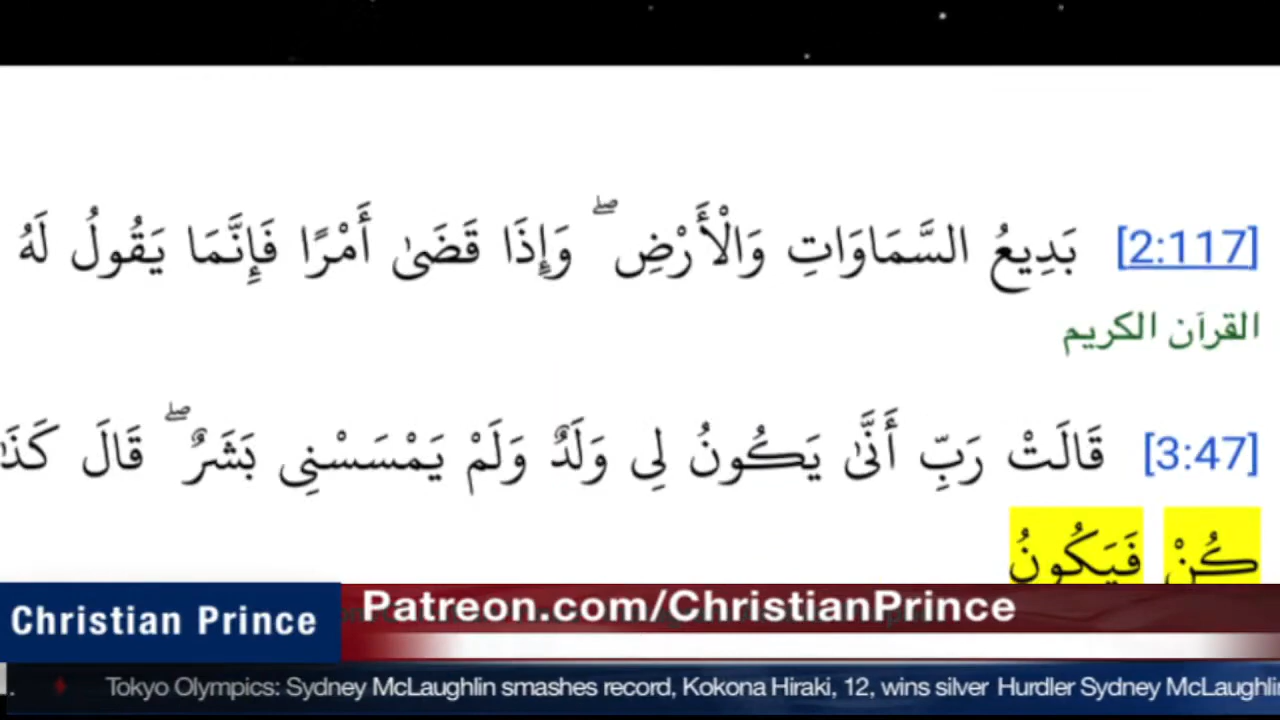 [2:117] بَدِيعُ السَّمَاوَاتِ وَالْأَرْضِ ۖ وَإِذَا قَضَىٰ أَمْرًا فَإِنَّمَا يَقُولُ لَهُ
القرآن الكريم
[3:47] قَالَتْ رَبِّ أَنَّىٰ يَكُونُ لِي وَلَدٌ وَلَمْ يَمْسَسْنِي بَشَرٌ ۖ قَالَ
كُنْ فَيَكُونُ
Christian Prince
Patreon.com/ChristianPrince
Tokyo Olympics: Sydney McLaughlin smashes record, Kokona Hiraki, 12, wins silver Hurdler Sydney McLaughlin